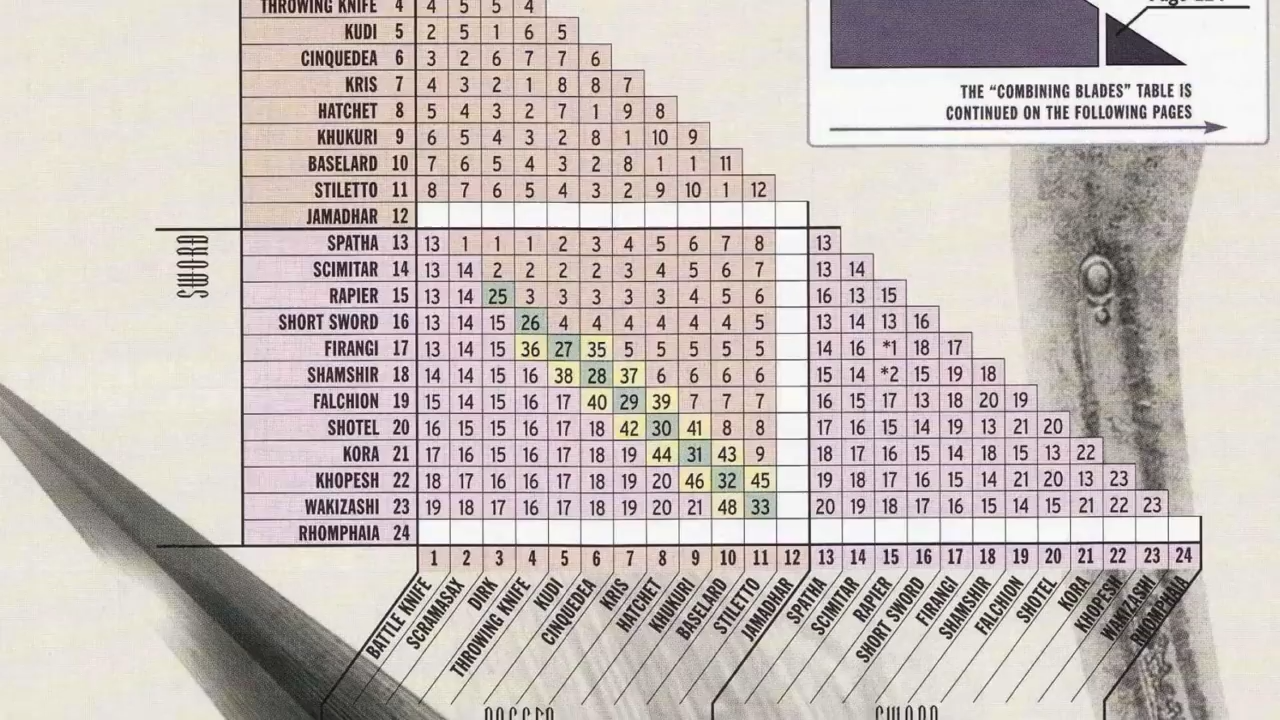 THROWING KNIFE 4 4 5 5 4
KUDI 5 2 5 1 6 5
CINQUEDEA 6 3 2 6 7 7 6
KRIS 7 4 3 2 1 8 8 7
HATCHET 8 5 4 3 2 7 1 9 8
KHUKURI 9 6 5 4 3 2 8 1 10 9
BASELARD 10 7 6 5 4 3 2 8 1 1 11
STILETTO 11 8 7 6 5 4 3 2 9 10 1 12
JAMADHAR 12
THE "COMBINING BLADES" TABLE IS
CONTINUED ON THE FOLLOWING PAGES
SWORD
SPATHA 13 13 1 1 1 2 3 4 5 6 7 8 13
SCIMITAR 14 13 14 2 2 2 2 3 4 5 6 7 13 14
RAPIER 15 13 14 25 3 3 3 3 3 4 5 6 16 13 15
SHORT SWORD 16 13 14 15 26 4 4 4 4 4 4 5 13 14 13 16
FIRANGI 17 13 14 15 36 27 35 5 5 5 5 5 14 16 *1 18 17
SHAMSHIR 18 14 14 15 16 38 28 37 6 6 6 6 15 14 *2 15 19 18
FALCHION 19 15 14 15 16 17 40 29 39 7 7 7 16 15 17 13 18 20 19
SHOTEL 20 16 15 15 16 17 18 42 30 41 8 8 17 16 15 14 19 13 21 20
KORA 21 17 16 15 16 17 18 19 44 31 43 9 18 17 16 15 14 18 15 13 22
KHOPESH 22 18 17 16 16 17 18 19 20 46 32 45 19 18 17 16 15 14 21 20 13 23
WAKIZASHI 23 19 18 17 16 17 18 19 20 21 48 33 20 19 18 17 16 15 14 15 21 22 23
RHOMPHAIA 24
1 2 3 4 5 6 7 8 9 10 11 12 13 14 15 16 17 18 19 20 21 22 23 24
BATTLE KNIFE
SCRAMASAX
DIRK
THROWING KNIFE
KUDI
CINQUEDEA
KRIS
HATCHET
KHUKURI
BASELARD
STILETTO
JAMADHAR
SPATHA
SCIMITAR
RAPIER
SHORT SWORD
FIRANGI
SHAMSHIR
FALCHION
SHOTEL
KORA
KHOPESH
WAKIZASHI
RHOMPHAIA